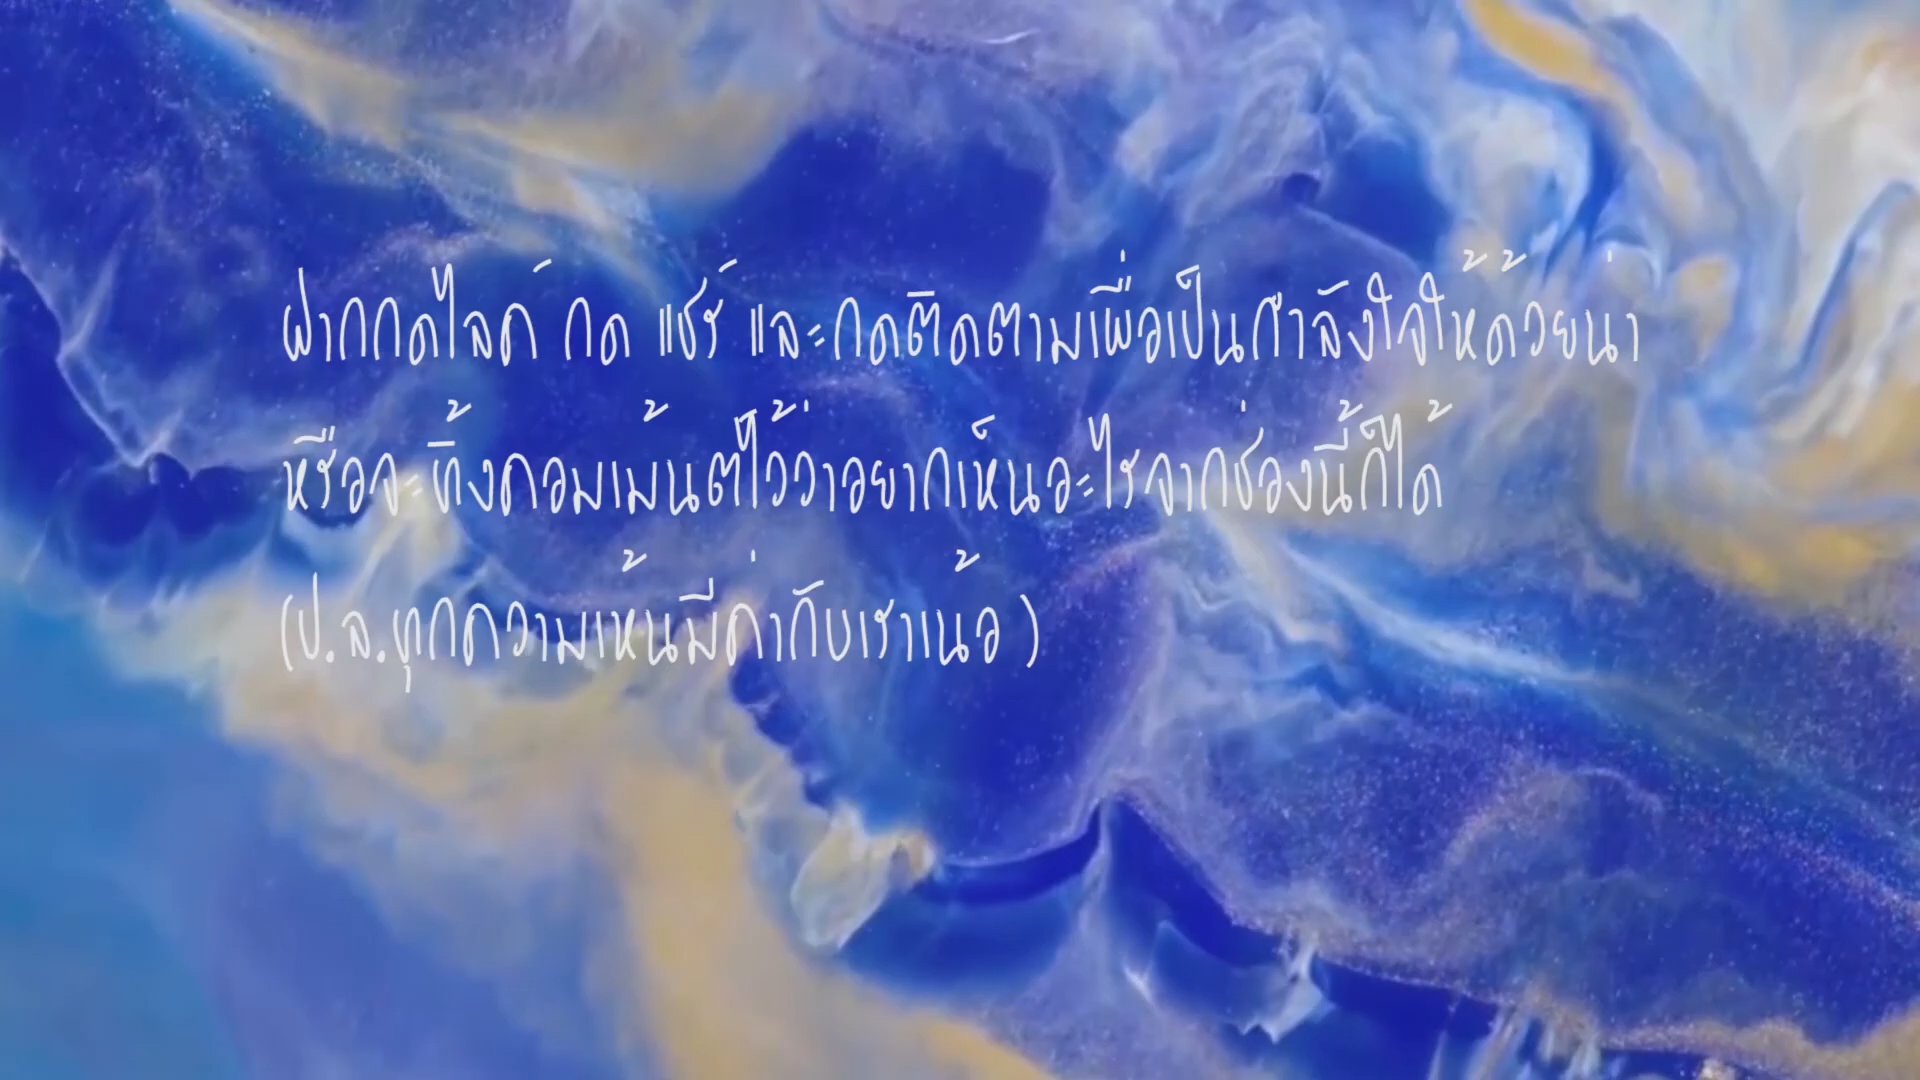 ฝากกดไลค์ กด แชร์ และกดติดตามเพื่อเป็นกำลังใจให้ด้วยน่า
หรือจะทิ้งคอมเม้นต์ไว้ว่าอยากเห็นอะไรจากช่องนี้ก็ได้
(ป.ล.ทุกความเห้นมีค่ากับเราเน้อ )